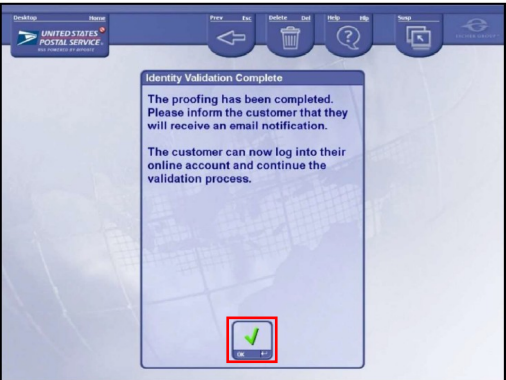 Desktop Home
Prev Esc
Delete Del
Help Hlp
Susp
UNITED STATES
POSTAL SERVICE
Identity Validation Complete
The proofing has been completed.
Please inform the customer that they
will receive an email notification.
The customer can now log into their
online account and continue the
validation process.
OK